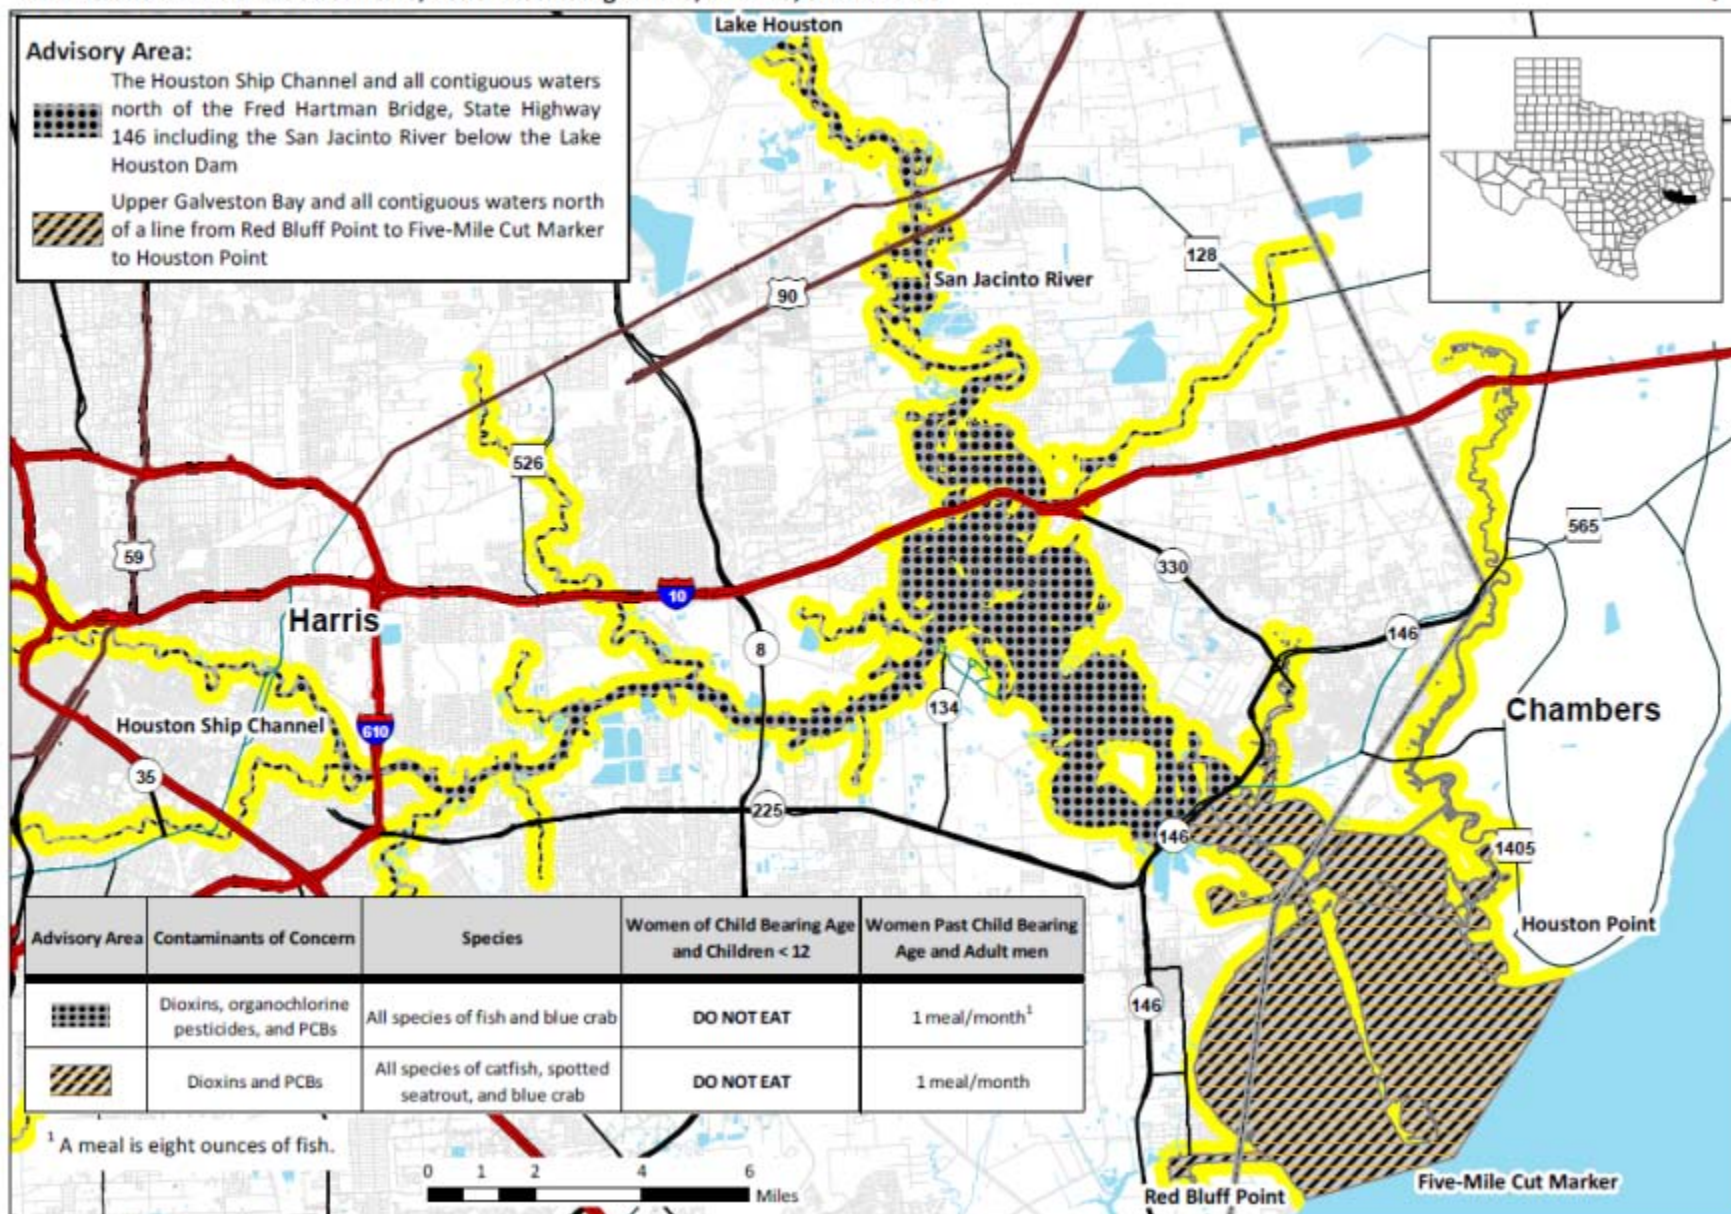 Lake Houston
Advisory Area:
The Houston Ship Channel and all contiguous waters
north of the Fred Hartman Bridge, State Highway
146 including the San Jacinto River below the Lake
Houston Dam
Upper Galveston Bay and all contiguous waters north
of a line from Red Bluff Point to Five-Mile Cut Marker
to Houston Point
128
San Jacinto River
90
526
59
565
10
330
Harris
146
8
134
Chambers
Houston Ship Channel
610
35
225
146
1405
Houston Point
146
Advisory Area
Contaminants of Concern
Species
Women of Child Bearing Age
and Children < 12
Women Past Child Bearing
Age and Adult men
Dioxins, organochlorine
pesticides, and PCBs
All species of fish and blue crab
DO NOT EAT
1 meal/month1
Dioxins and PCBs
All species of catfish, spotted
seatrout, and blue crab
DO NOT EAT
1 meal/month
1 A meal is eight ounces of fish.
0 1 2 4 6
Miles
Red Bluff Point
Five-Mile Cut Marker